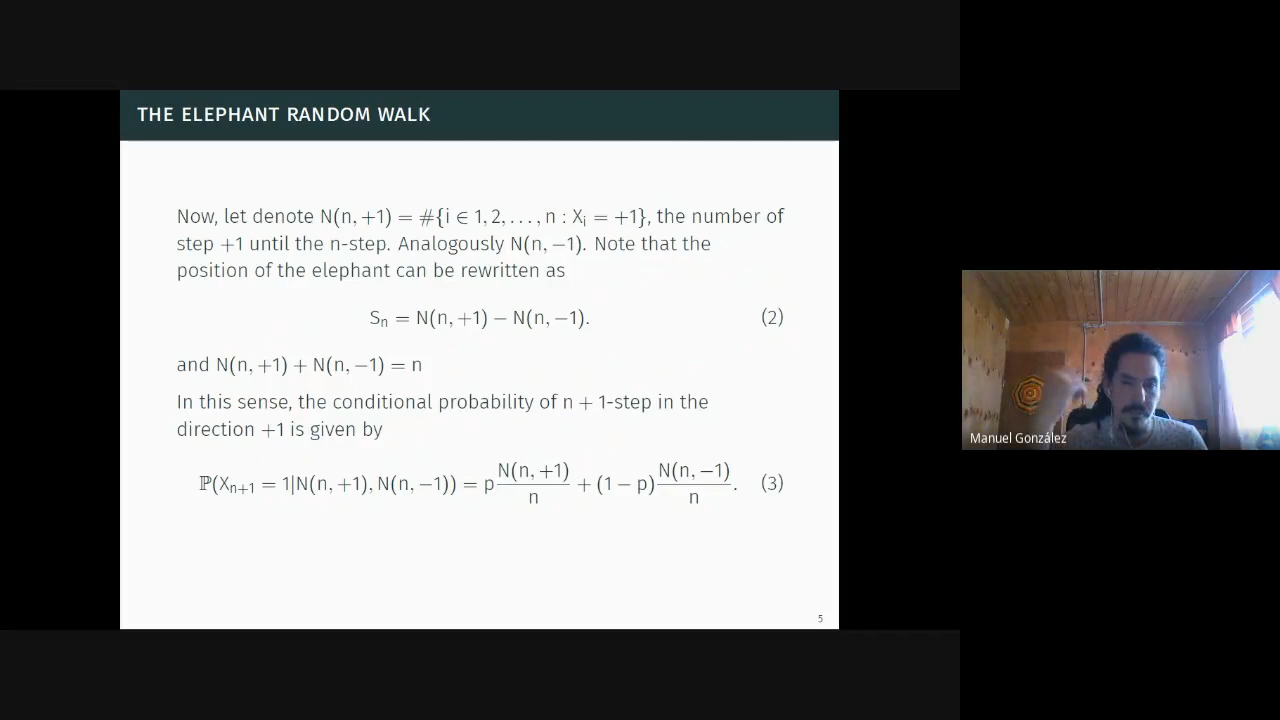 THE ELEPHANT RANDOM WALK
Now, let denote N(n, +1) = #{i ∈ 1, 2, . . . , n : Xᵢ = +1}, the number of
step +1 until the n-step. Analogously N(n, −1). Note that the
position of the elephant can be rewritten as
Sₙ = N(n, +1) − N(n, −1). (2)
and N(n, +1) + N(n, −1) = n
In this sense, the conditional probability of n + 1-step in the
direction +1 is given by
ℙ(Xₙ₊₁ = 1|N(n, +1), N(n, −1)) = p N(n, +1)/n + (1 − p) N(n, −1)/n. (3)
5
Manuel González